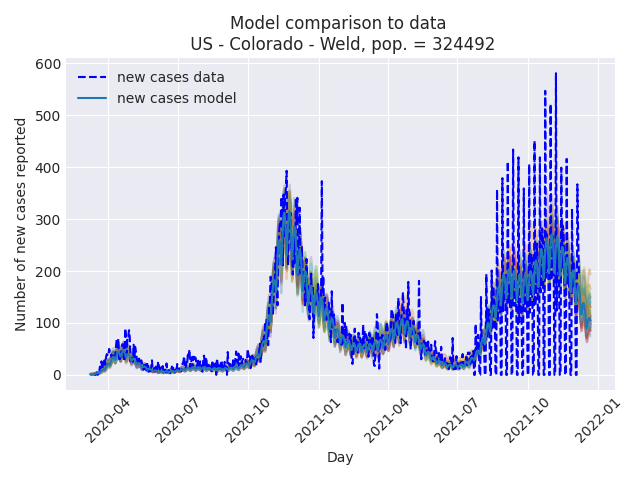 Model comparison to data
US - Colorado - Weld, pop. = 324492
new cases data
new cases model
Number of new cases reported
600
500
400
300
200
100
0
2020-04
2020-07
2020-10
2021-01
2021-04
2021-07
2021-10
2022-01
Day